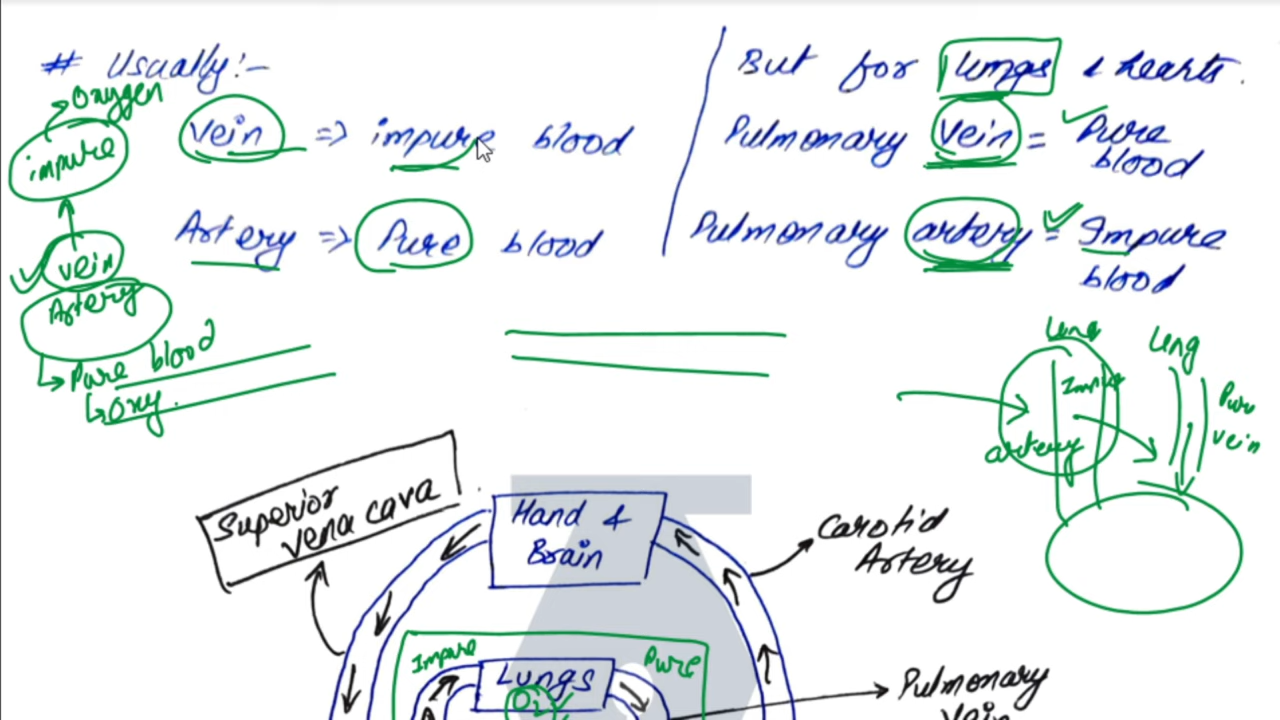 # Usually:-
Oxygen
impure
vein => impure blood
Artery => Pure blood
vein
Artery
Pure blood
Oxy.
But for lungs & hearts.
Pulmonary vein = Pure
blood
Pulmonary artery = Impure
blood
lung
lung
artery
Pure
vein
Superior
vena cava
Hand &
Brain
Carotid
Artery
Impure
Pure
Lungs
O2
Pulmonary
Vein